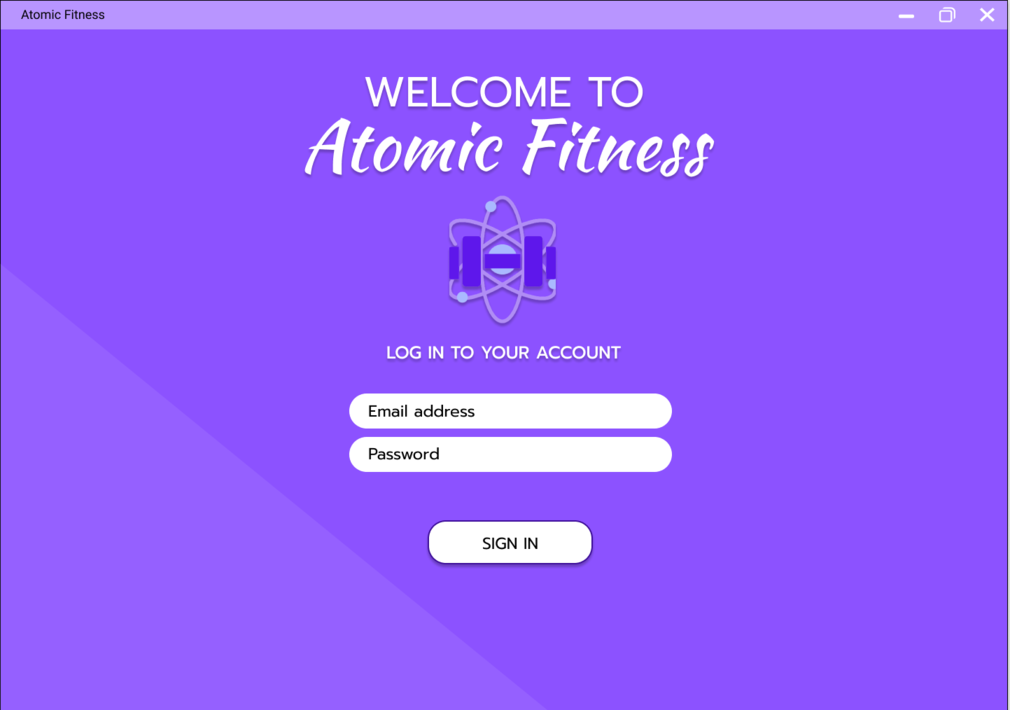 Atomic Fitness
WELCOME TO
Atomic Fitness
LOG IN TO YOUR ACCOUNT
Email address
Password
SIGN IN